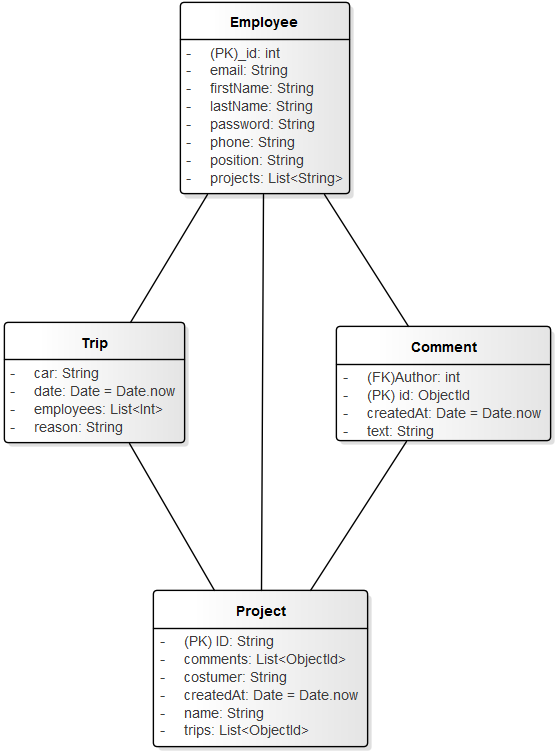 Employee
- (PK)_id: int
- email: String
- firstName: String
- lastName: String
- password: String
- phone: String
- position: String
- projects: List<String>
Trip
- car: String
- date: Date = Date.now
- employees: List<Int>
- reason: String
Comment
- (FK)Author: int
- (PK) id: ObjectId
- createdAt: Date = Date.now
- text: String
Project
- (PK) ID: String
- comments: List<ObjectId>
- costumer: String
- createdAt: Date = Date.now
- name: String
- trips: List<ObjectId>